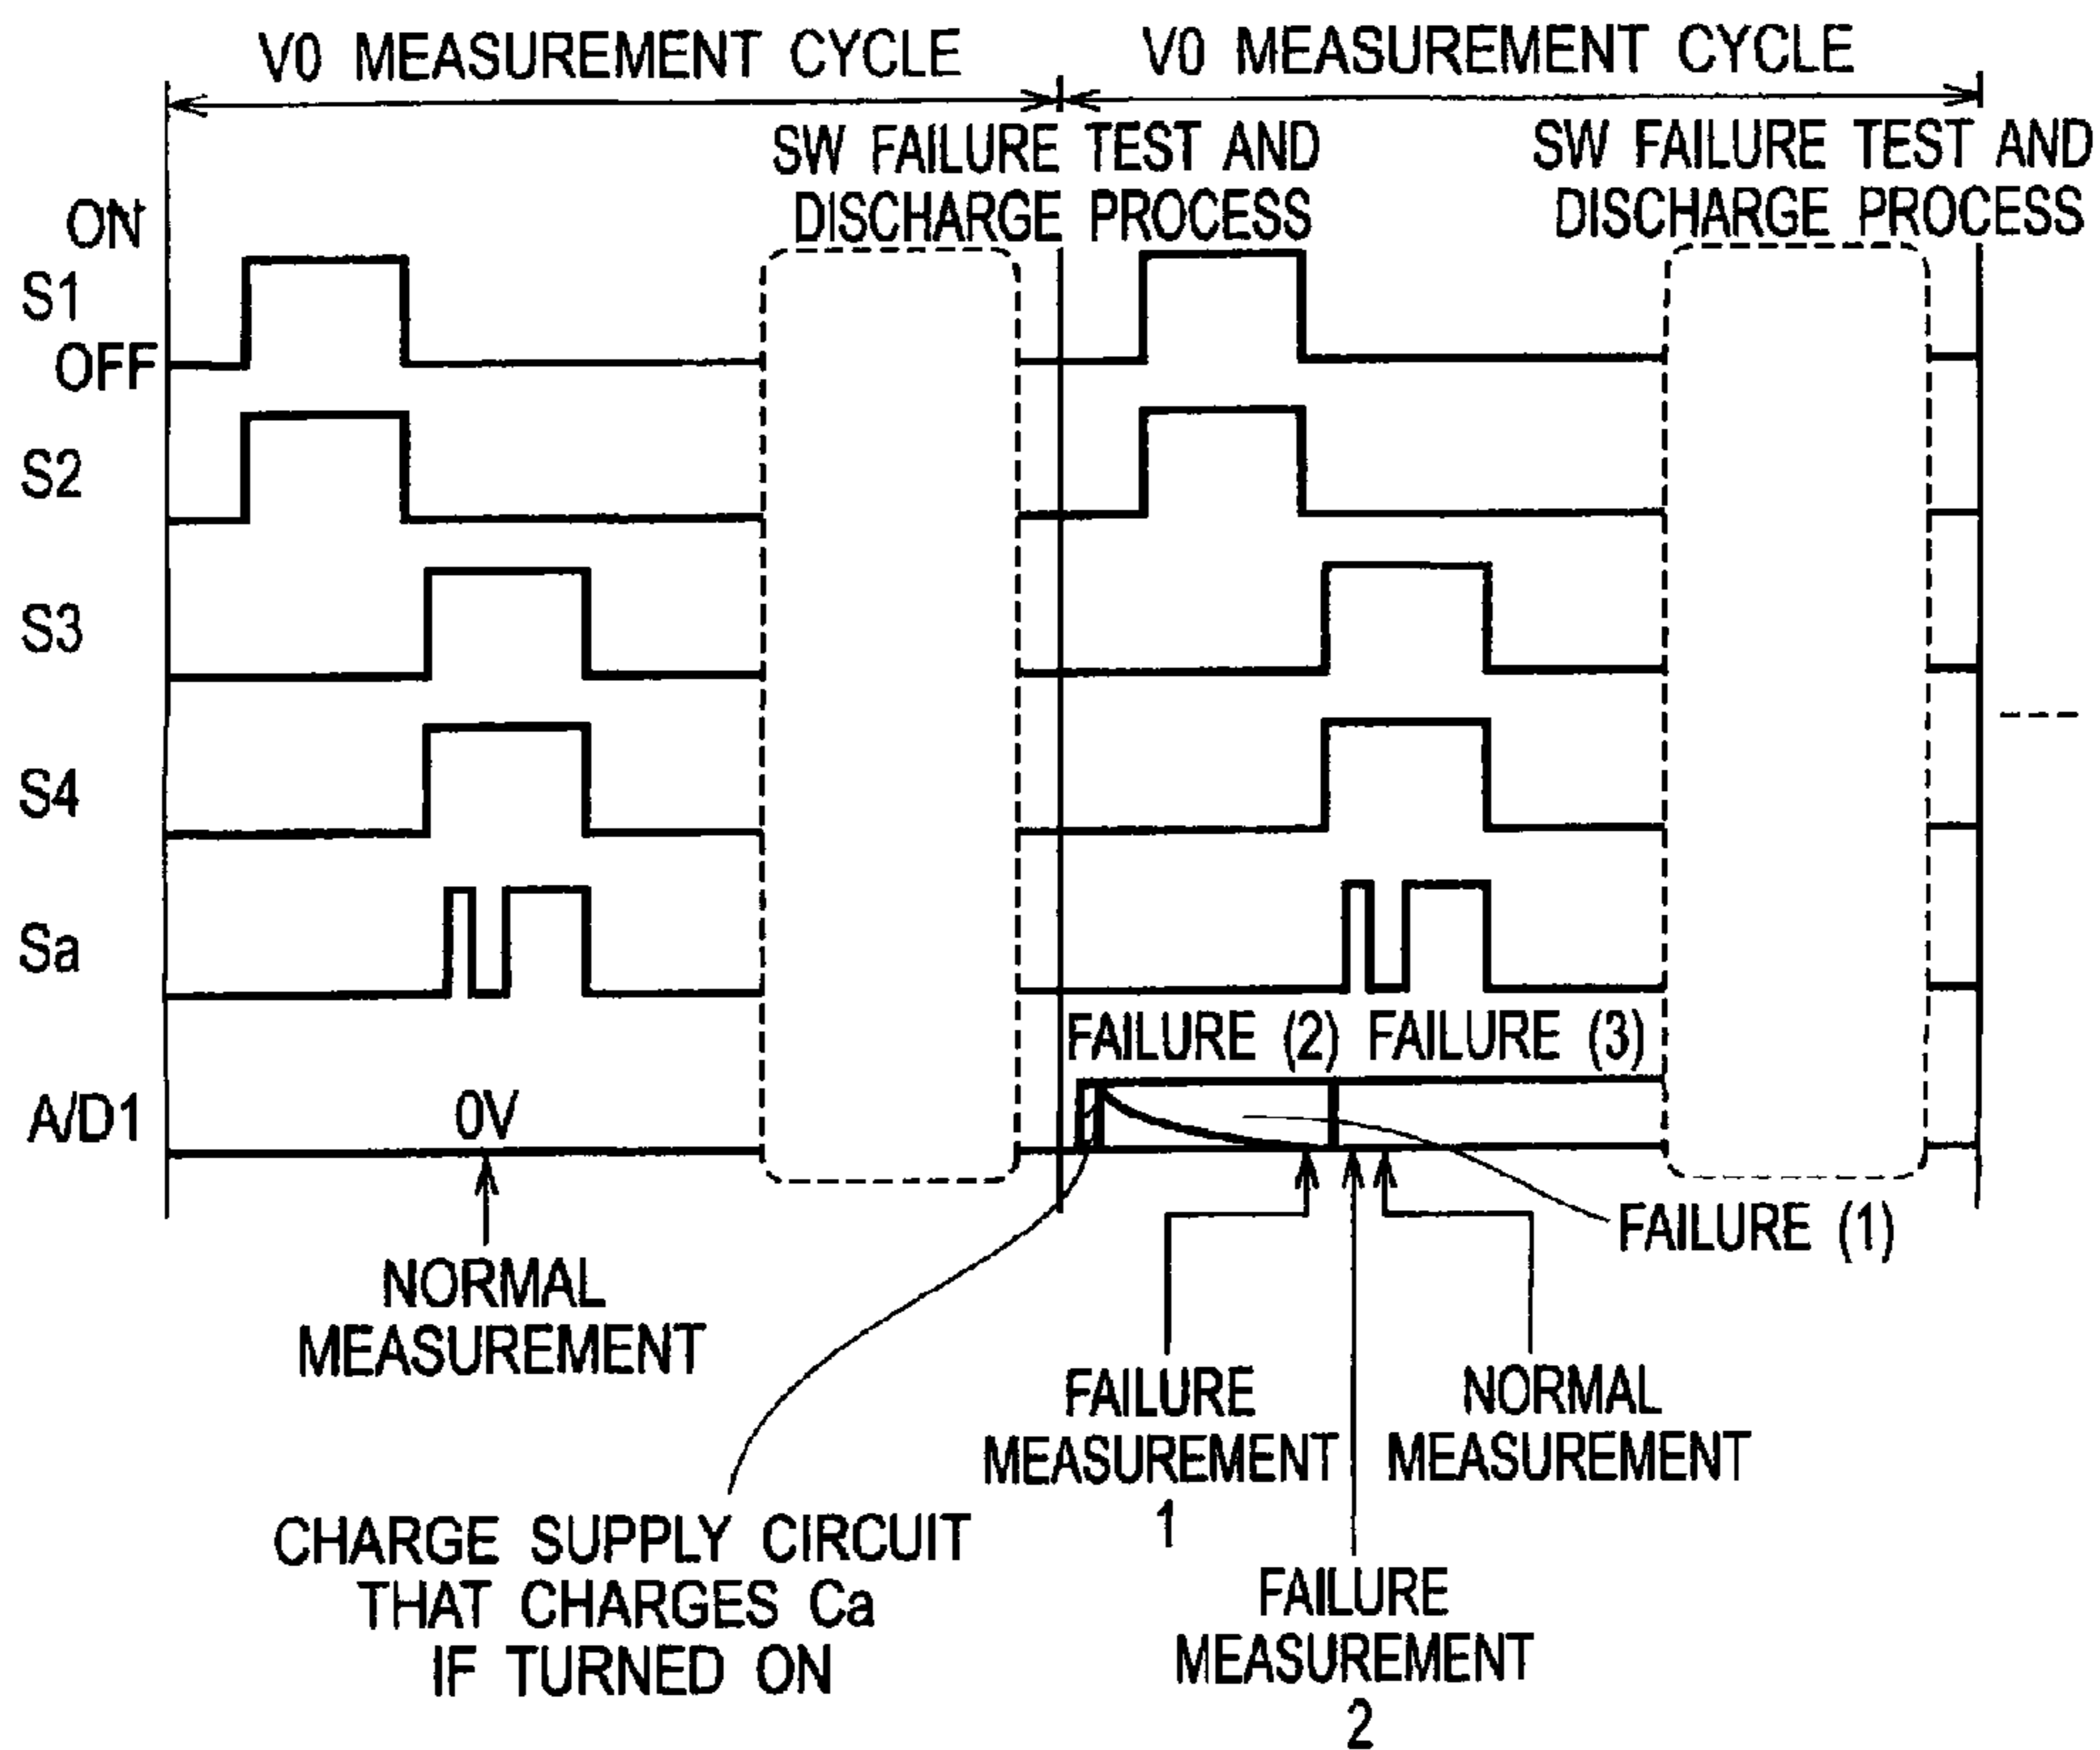 V0 MEASUREMENT CYCLE
V0 MEASUREMENT CYCLE
SW FAILURE TEST AND
DISCHARGE PROCESS
SW FAILURE TEST AND
DISCHARGE PROCESS
ON
S1
OFF
S2
S3
S4
Sa
FAILURE (2) FAILURE (3)
A/D1
0V
FAILURE (1)
NORMAL
MEASUREMENT
FAILURE
MEASUREMENT
1
NORMAL
MEASUREMENT
CHARGE SUPPLY CIRCUIT
THAT CHARGES Ca
IF TURNED ON
FAILURE
MEASUREMENT
2